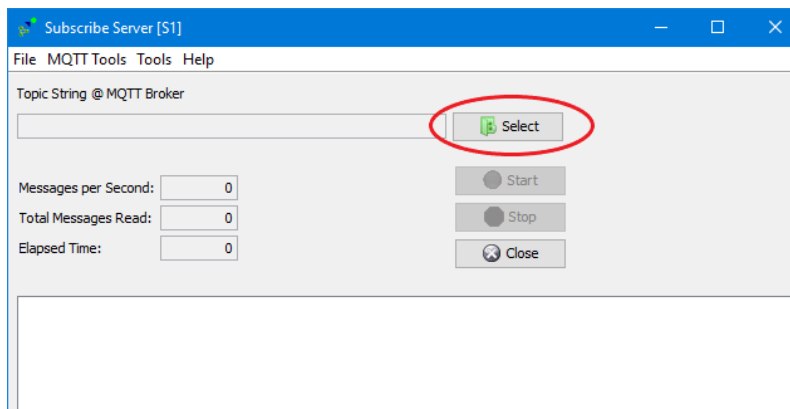 Subscribe Server [S1]
File MQTT Tools Tools Help
Topic String @ MQTT Broker
Select
Messages per Second: 0
Start
Total Messages Read: 0
Stop
Elapsed Time: 0
Close